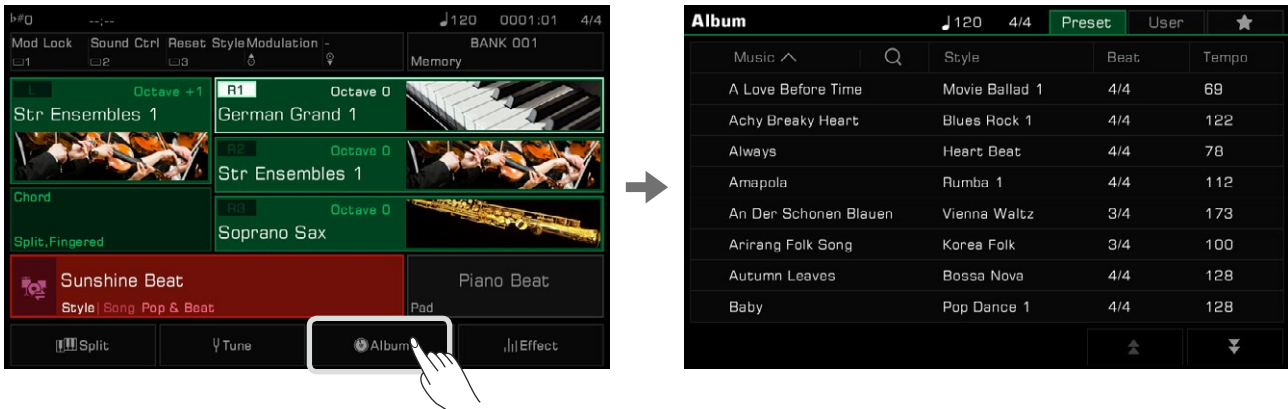 b#0 --;-- ♩120 0001:01 4/4
Mod Lock Sound Ctrl Reset Style Modulation - BANK 001
1 2 3 Memory
L Octave +1
Str Ensembles 1
R1 Octave 0
German Grand 1
R2 Octave 0
Str Ensembles 1
Chord
Split,Fingered
R3 Octave 0
Soprano Sax
Sunshine Beat
Style|Song Pop & Beat
Piano Beat
Pad
Split Tune Album Effect
Album ♩120 4/4 Preset User
Music Style Beat Tempo
A Love Before Time Movie Ballad 1 4/4 69
Achy Breaky Heart Blues Rock 1 4/4 122
Always Heart Beat 4/4 78
Amapola Rumba 1 4/4 112
An Der Schonen Blauen Vienna Waltz 3/4 173
Arirang Folk Song Korea Folk 3/4 100
Autumn Leaves Bossa Nova 4/4 128
Baby Pop Dance 1 4/4 128